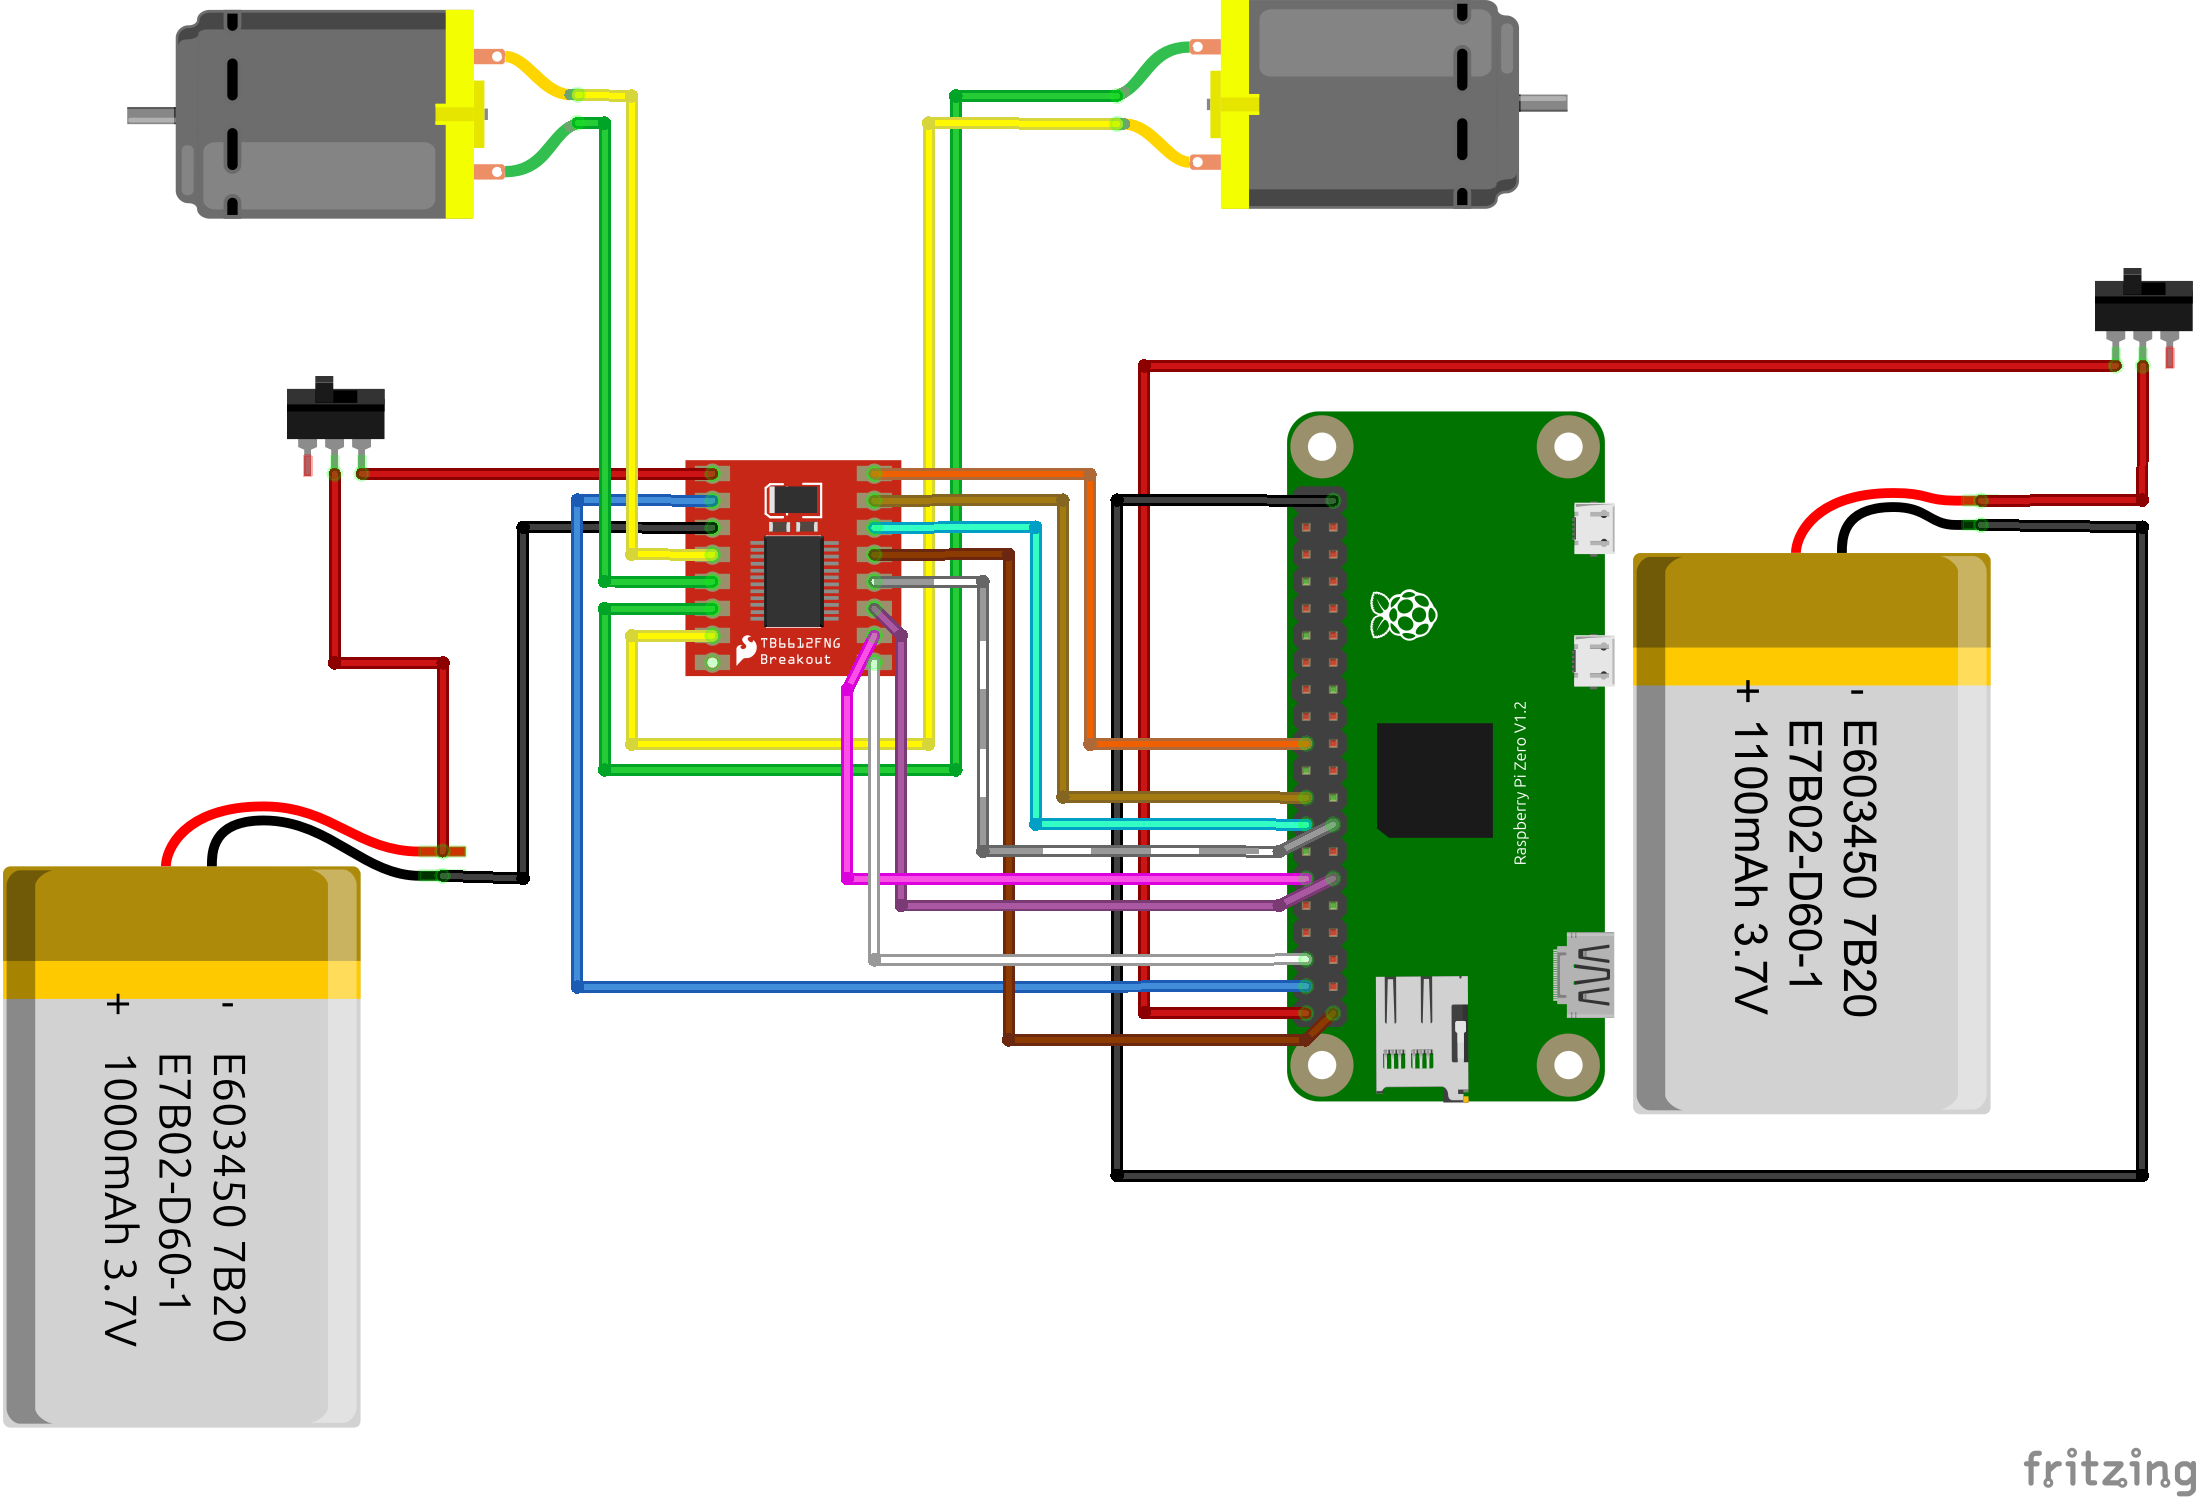 TB6612FNG
Breakout
Raspberry Pi Zero V1.2
- E603450 7B20
E7B02-D60-1
+ 1100mAh 3.7V
- E603450 7B20
E7B02-D60-1
+ 1000mAh 3.7V
fritzing